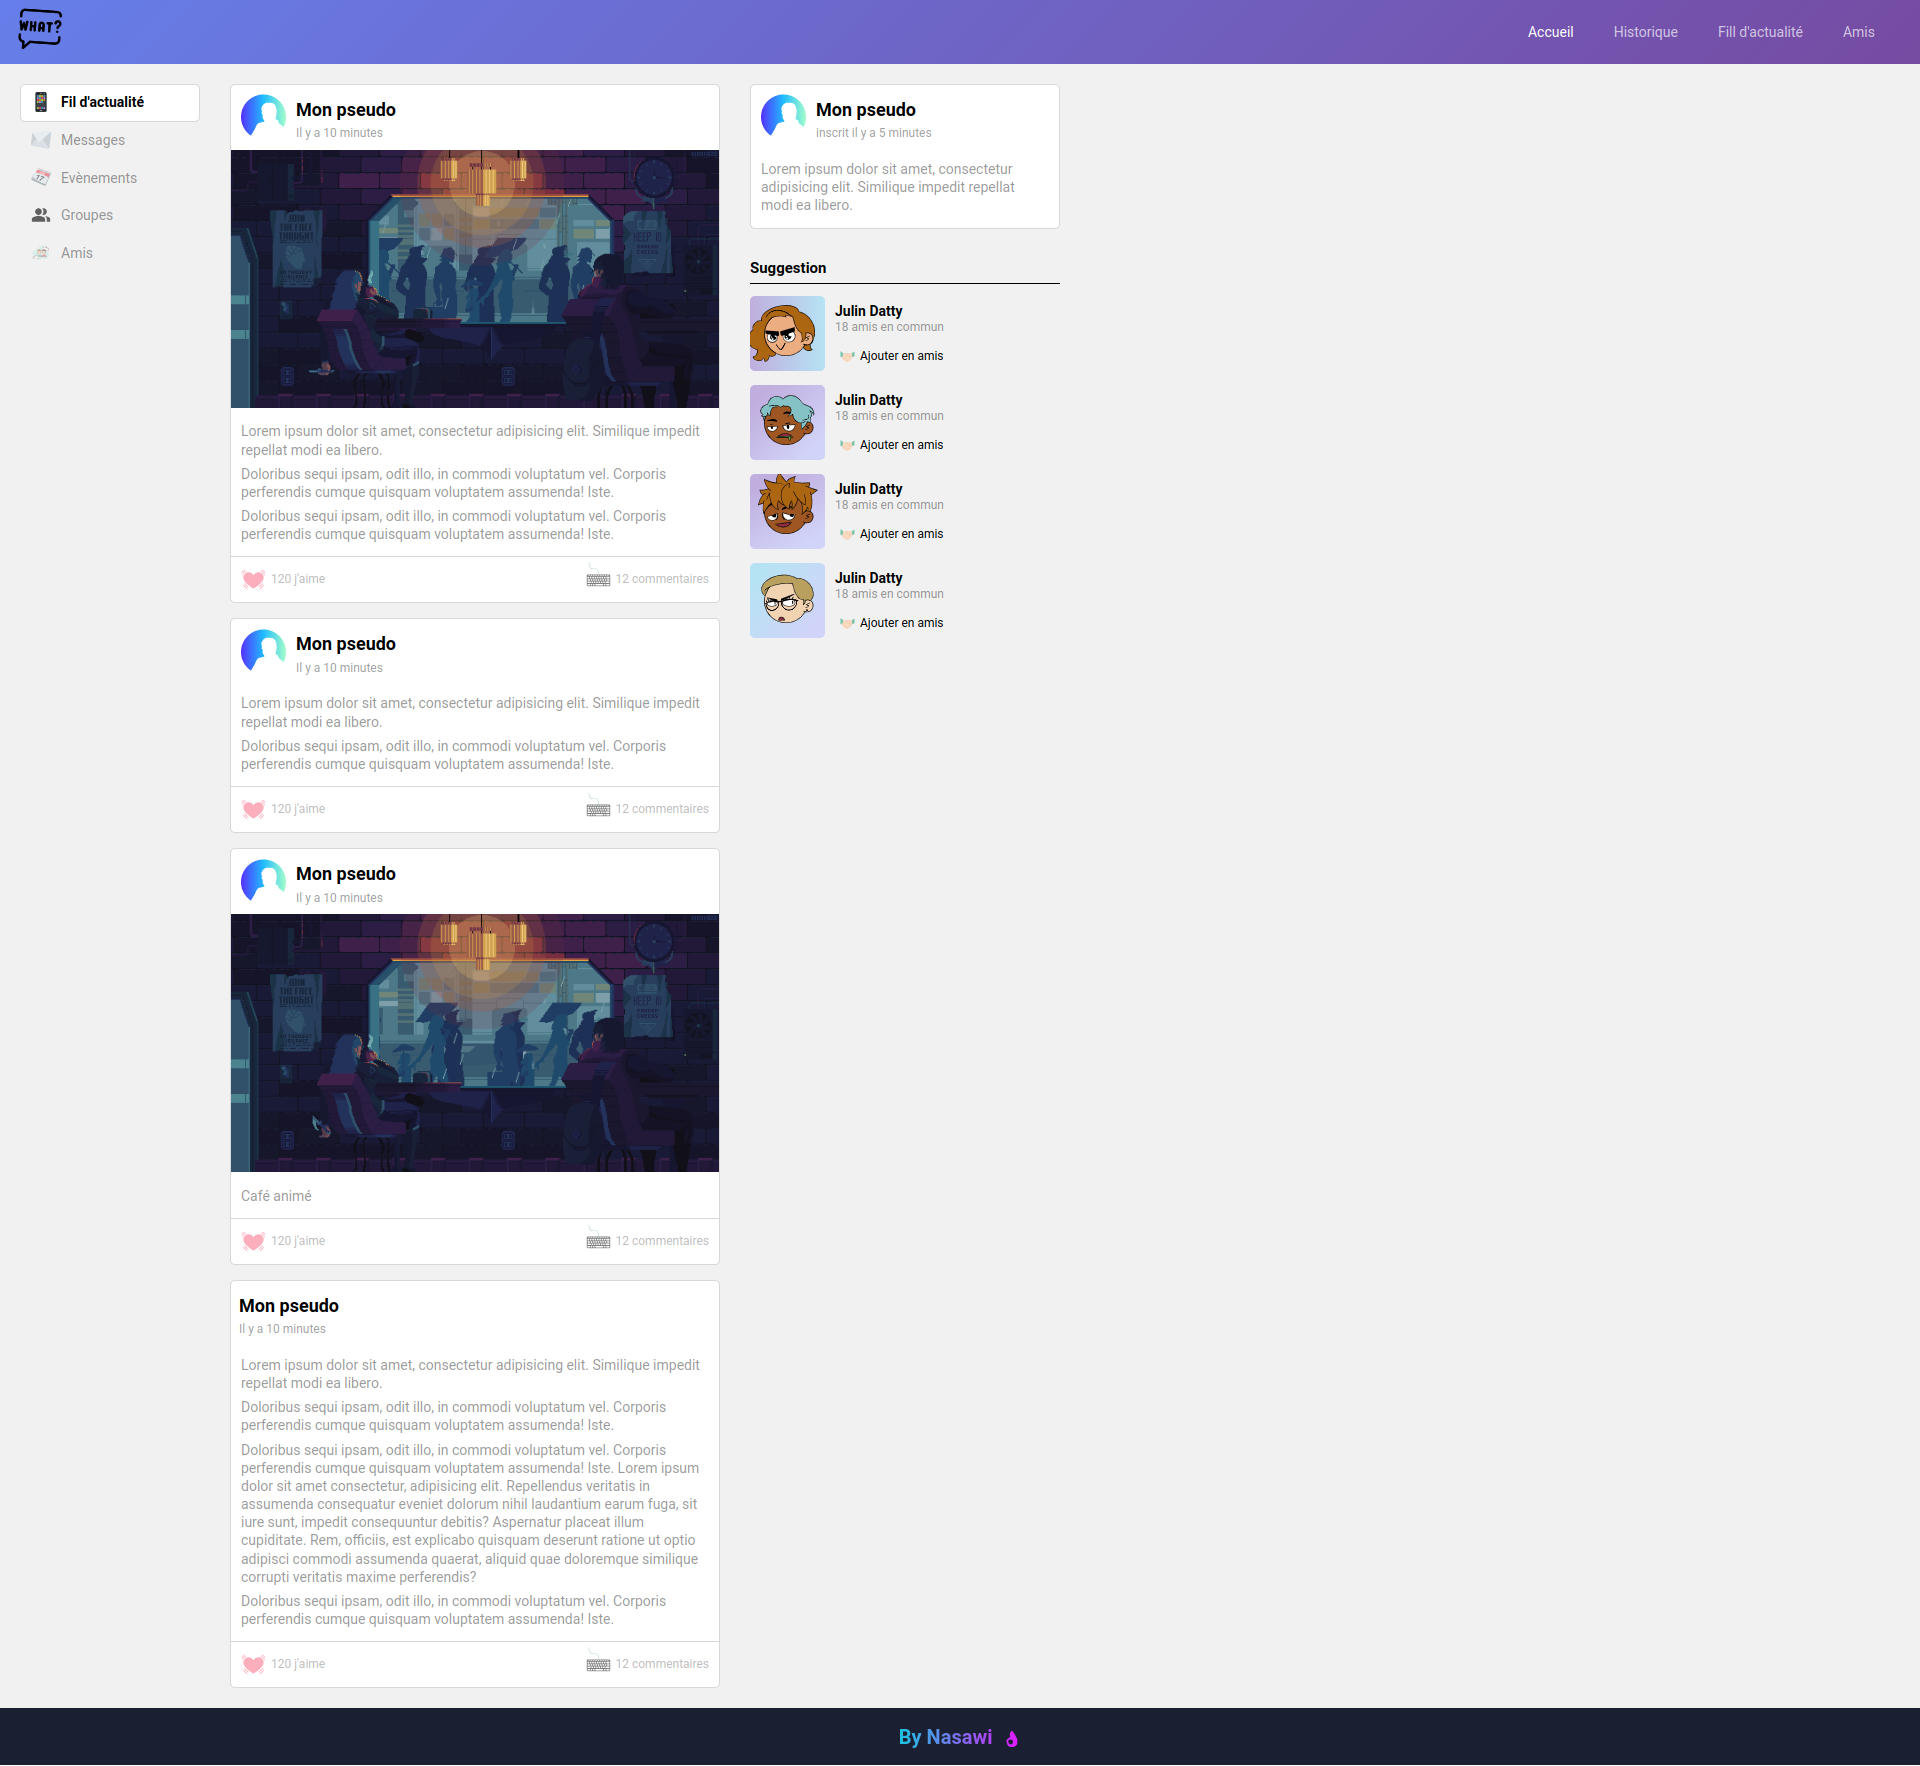 WHAT?
Accueil
Historique
Fill d'actualité
Amis
Fil d'actualité
Messages
Evènements
Groupes
Amis
Mon pseudo
Il y a 10 minutes
JOIN
THE FREE
THOUGHT
KEEP ID
Lorem ipsum dolor sit amet, consectetur adipisicing elit. Similique impedit
repellat modi ea libero.
Doloribus sequi ipsam, odit illo, in commodi voluptatum vel. Corporis
perferendis cumque quisquam voluptatem assumenda! Iste.
Doloribus sequi ipsam, odit illo, in commodi voluptatum vel. Corporis
perferendis cumque quisquam voluptatem assumenda! Iste.
120 j'aime
12 commentaires
Mon pseudo
Il y a 10 minutes
Lorem ipsum dolor sit amet, consectetur adipisicing elit. Similique impedit
repellat modi ea libero.
Doloribus sequi ipsam, odit illo, in commodi voluptatum vel. Corporis
perferendis cumque quisquam voluptatem assumenda! Iste.
120 j'aime
12 commentaires
Mon pseudo
Il y a 10 minutes
JOIN
THE FREE
THOUGHT
KEEP ID
Café animé
120 j'aime
12 commentaires
Mon pseudo
Il y a 10 minutes
Lorem ipsum dolor sit amet, consectetur adipisicing elit. Similique impedit
repellat modi ea libero.
Doloribus sequi ipsam, odit illo, in commodi voluptatum vel. Corporis
perferendis cumque quisquam voluptatem assumenda! Iste.
Doloribus sequi ipsam, odit illo, in commodi voluptatum vel. Corporis
perferendis cumque quisquam voluptatem assumenda! Iste. Lorem ipsum
dolor sit amet consectetur, adipisicing elit. Repellendus veritatis in
assumenda consequatur eveniet dolorum nihil laudantium earum fuga, sit
iure sunt, impedit consequuntur debitis? Aspernatur placeat illum
cupiditate. Rem, officiis, est explicabo quisquam deserunt ratione ut optio
adipisci commodi assumenda quaerat, aliquid quae doloremque similique
corrupti veritatis maxime perferendis?
Doloribus sequi ipsam, odit illo, in commodi voluptatum vel. Corporis
perferendis cumque quisquam voluptatem assumenda! Iste.
120 j'aime
12 commentaires
Mon pseudo
inscrit il y a 5 minutes
Lorem ipsum dolor sit amet, consectetur
adipisicing elit. Similique impedit repellat
modi ea libero.
Suggestion
Julin Datty
18 amis en commun
Ajouter en amis
Julin Datty
18 amis en commun
Ajouter en amis
Julin Datty
18 amis en commun
Ajouter en amis
Julin Datty
18 amis en commun
Ajouter en amis
By Nasawi